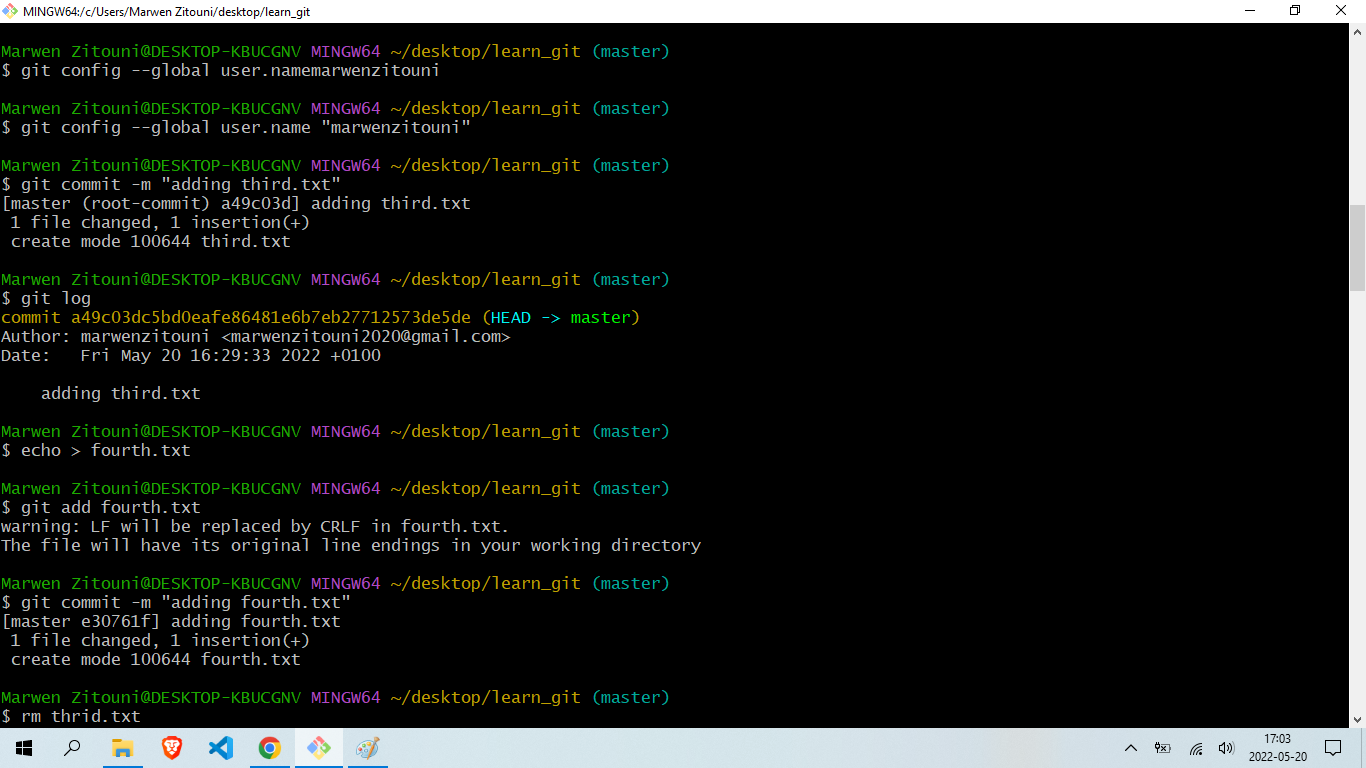 MINGW64:/c/Users/Marwen Zitouni/desktop/learn_git
Marwen Zitouni@DESKTOP-KBUCGNV MINGW64 ~/desktop/learn_git (master)
$ git config --global user.namemarwenzitouni
Marwen Zitouni@DESKTOP-KBUCGNV MINGW64 ~/desktop/learn_git (master)
$ git config --global user.name "marwenzitouni"
Marwen Zitouni@DESKTOP-KBUCGNV MINGW64 ~/desktop/learn_git (master)
$ git commit -m "adding third.txt"
[master (root-commit) a49c03d] adding third.txt
 1 file changed, 1 insertion(+)
 create mode 100644 third.txt
Marwen Zitouni@DESKTOP-KBUCGNV MINGW64 ~/desktop/learn_git (master)
$ git log
commit a49c03dc5bd0eafe86481e6b7eb27712573de5de (HEAD -> master)
Author: marwenzitouni <marwenzitouni2020@gmail.com>
Date:   Fri May 20 16:29:33 2022 +0100
    adding third.txt
Marwen Zitouni@DESKTOP-KBUCGNV MINGW64 ~/desktop/learn_git (master)
$ echo > fourth.txt
Marwen Zitouni@DESKTOP-KBUCGNV MINGW64 ~/desktop/learn_git (master)
$ git add fourth.txt
warning: LF will be replaced by CRLF in fourth.txt.
The file will have its original line endings in your working directory
Marwen Zitouni@DESKTOP-KBUCGNV MINGW64 ~/desktop/learn_git (master)
$ git commit -m "adding fourth.txt"
[master e30761f] adding fourth.txt
 1 file changed, 1 insertion(+)
 create mode 100644 fourth.txt
Marwen Zitouni@DESKTOP-KBUCGNV MINGW64 ~/desktop/learn_git (master)
$ rm thrid.txt
17:03
2022-05-20